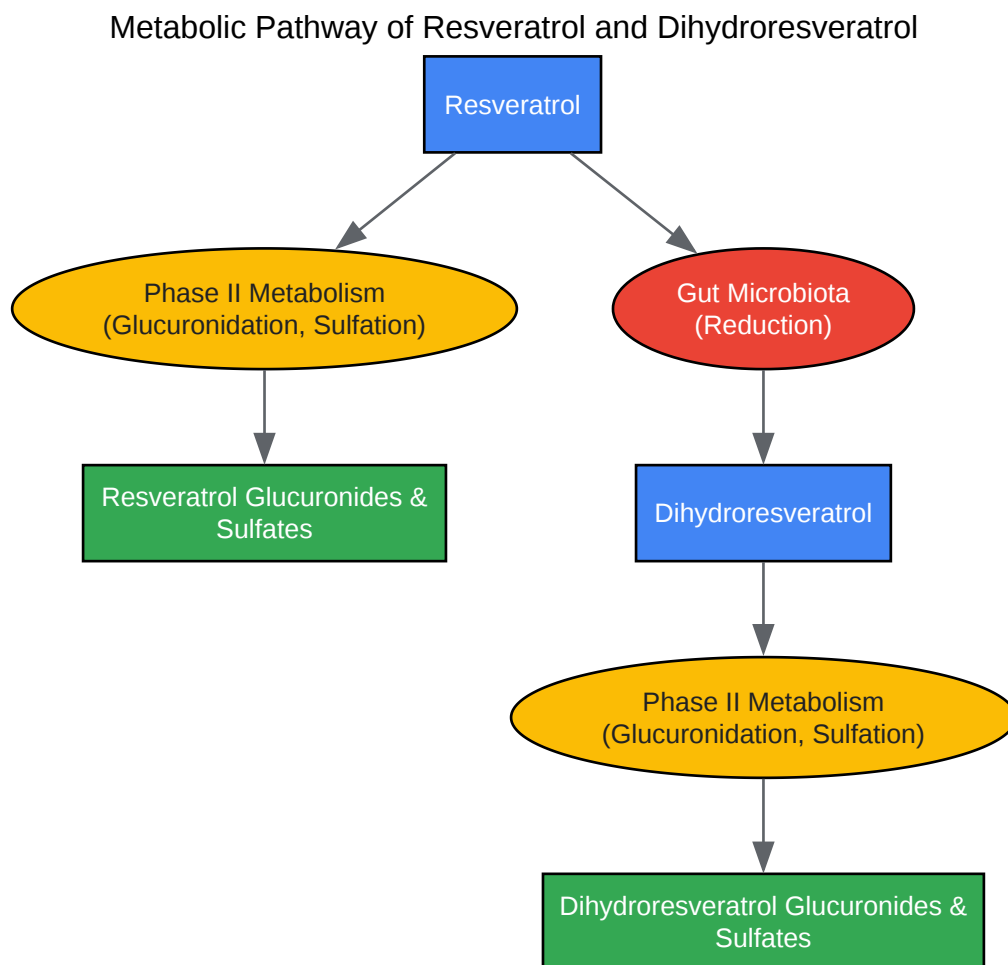 Metabolic Pathway of Resveratrol and Dihydroresveratrol
Resveratrol
Phase II Metabolism
(Glucuronidation, Sulfation)
Gut Microbiota
(Reduction)
Resveratrol Glucuronides &
Sulfates
Dihydroresveratrol
Phase II Metabolism
(Glucuronidation, Sulfation)
Dihydroresveratrol Glucuronides &
Sulfates